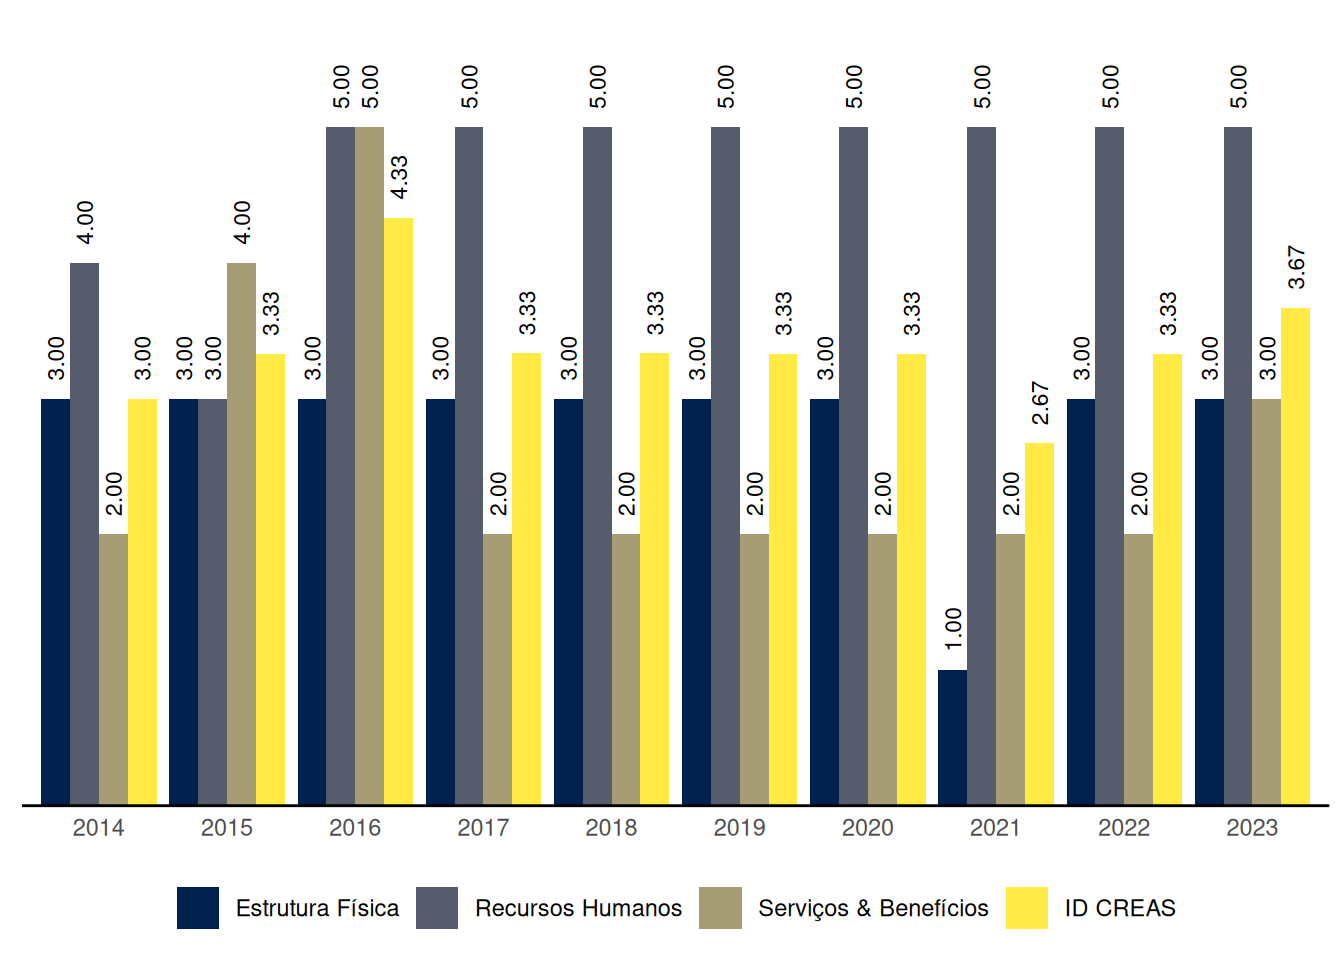 5.00 5.00 5.00 5.00 5.00 5.00 5.00 5.00 5.00
4.33
4.00 4.00
3.67
3.33 3.33 3.33 3.33 3.33 3.33
3.00 3.00 3.00 3.00 3.00 3.00 3.00 3.00 3.00 3.00 3.00 3.00
2.67
2.00 2.00 2.00 2.00 2.00 2.00 2.00
1.00
2014 2015 2016 2017 2018 2019 2020 2021 2022 2023
Estrutura Física Recursos Humanos Serviços & Benefícios ID CREAS